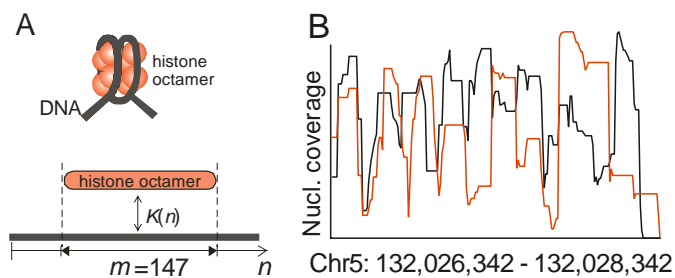 A
histone
octamer
DNA
histone octamer
K(n)
m=147
n
B
Nucl. coverage
Chr5: 132,026,342 - 132,028,342